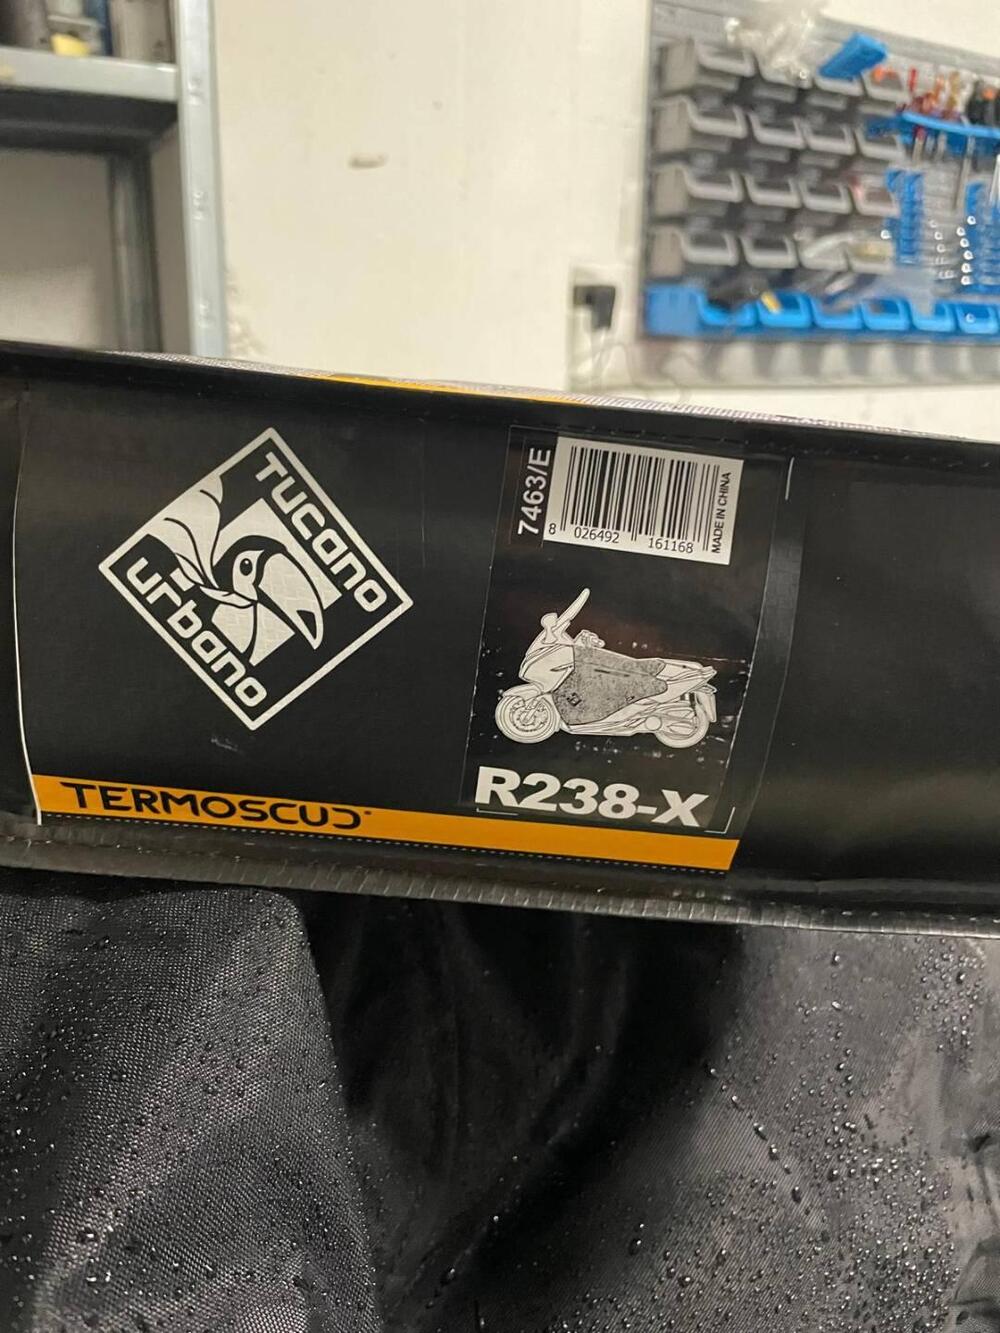 TUCANO
urbano
TERMOSCUD®
7463/E
8 026492 161168
MADE IN CHINA
R238-X